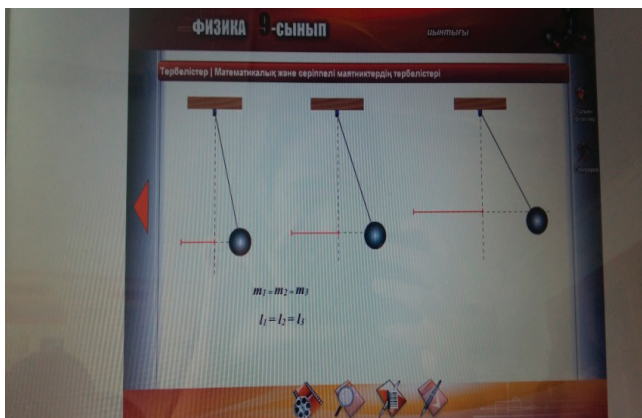 ФИЗИКА 9-СЫНЫП
Тербелістер | Математикалық және серіппелі маятниктердің тербелістері
m₁ = m₂ = m₃
l₁ = l₂ = l₃